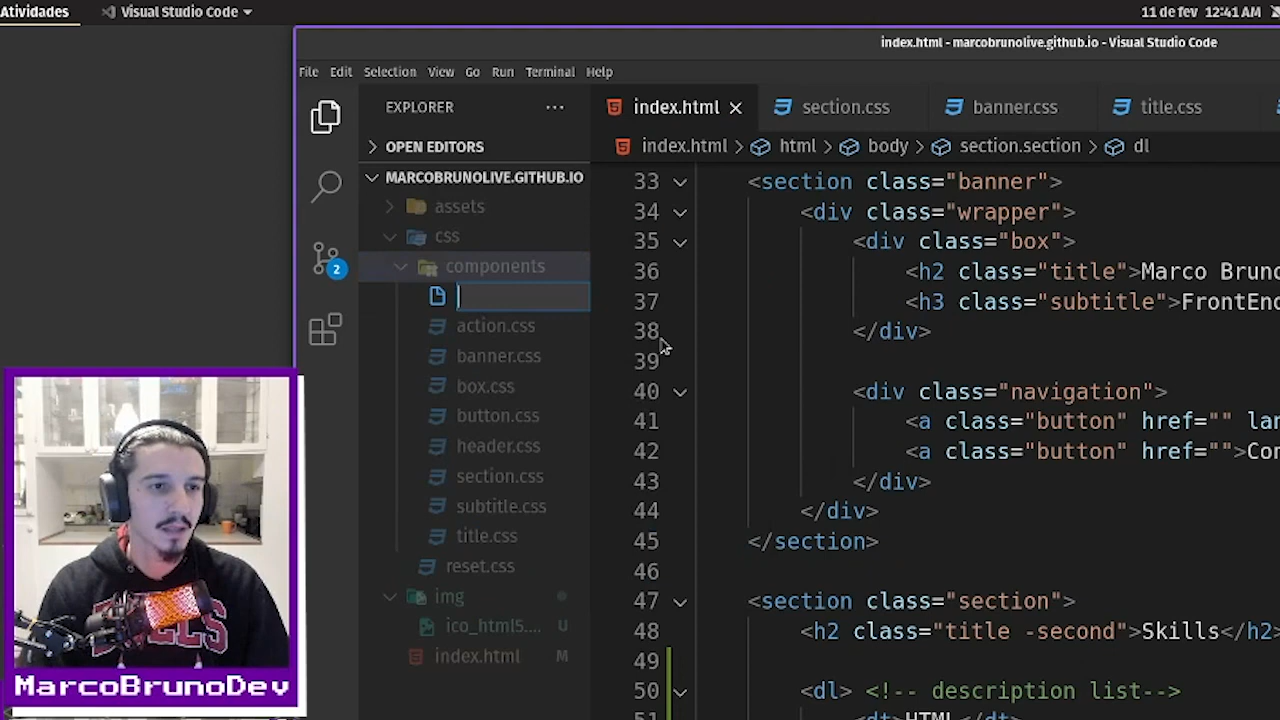 Atividades
Visual Studio Code
11 de fev 12:41 AM
index.html - marcobrunolive.github.io - Visual Studio Code
File Edit Selection View Go Run Terminal Help
EXPLORER
index.html
section.css
banner.css
title.css
OPEN EDITORS
index.html > html > body > section.section > dl
MARCOBRUNOLIVE.GITHUB.IO
assets
css
components
action.css
banner.css
box.css
button.css
header.css
section.css
subtitle.css
title.css
reset.css
img
ico_html5.... U
index.html M
2
33 <section class="banner">
34 <div class="wrapper">
35 <div class="box">
36 <h2 class="title">Marco Bruno
37 <h3 class="subtitle">FrontEnd
38 </div>
39
40 <div class="navigation">
41 <a class="button" href="" lan
42 <a class="button" href="">Con
43 </div>
44 </div>
45 </section>
46
47 <section class="section">
48 <h2 class="title -second">Skills</h2>
49
50 <dl> <!-- description list-->
51 <dt>HTML</dt>
MarcoBrunoDev